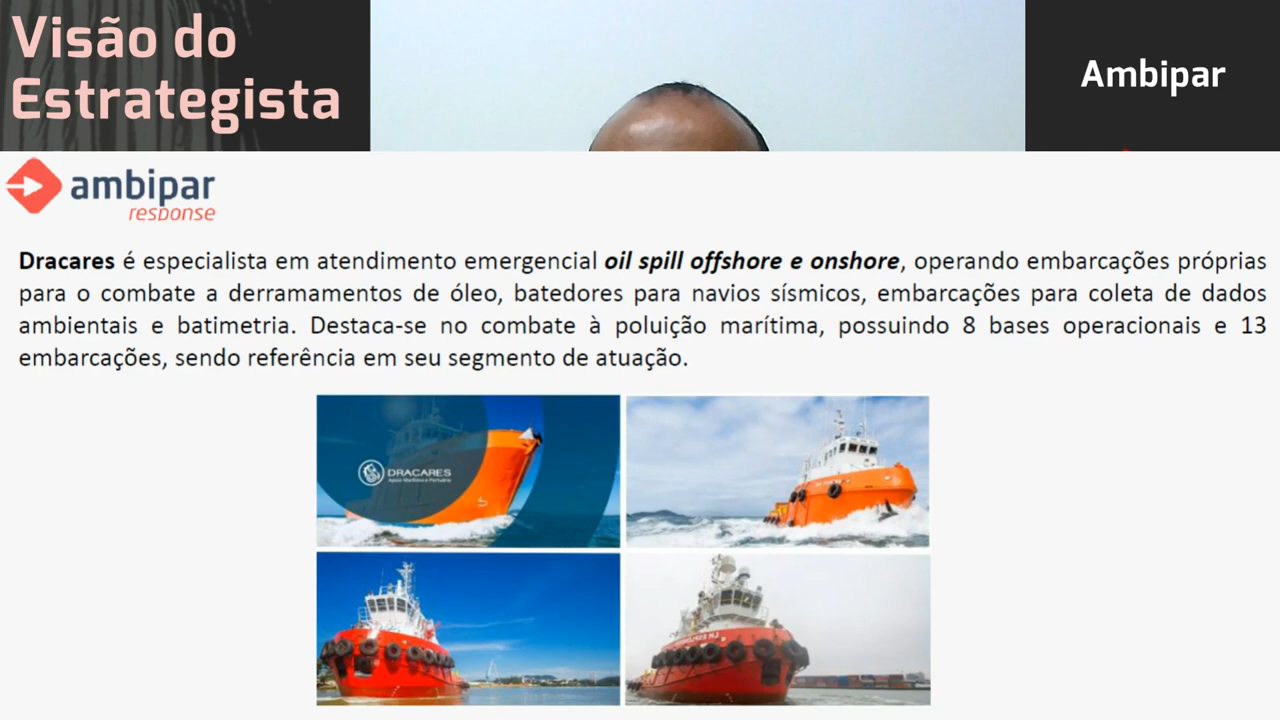 Visão do
Estrategista
Ambipar
ambipar
response
Dracares é especialista em atendimento emergencial oil spill offshore e onshore, operando embarcações próprias
para o combate a derramamentos de óleo, batedores para navios sísmicos, embarcações para coleta de dados
ambientais e batimetria. Destaca-se no combate à poluição marítima, possuindo 8 bases operacionais e 13
embarcações, sendo referência em seu segmento de atuação.
DRACARES
Apoio Marítimo e Portuário